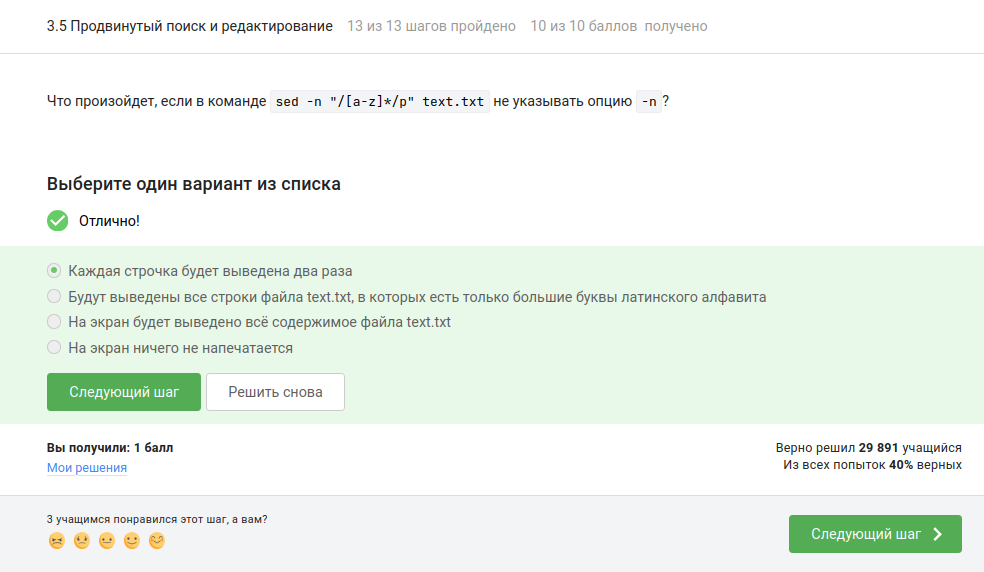 3.5 Продвинутый поиск и редактирование 13 из 13 шагов пройдено 10 из 10 баллов получено
Что произойдет, если в команде sed -n "/[a-z]*/p" text.txt не указывать опцию -n?
Выберите один вариант из списка
Отлично!
Каждая строчка будет выведена два раза
Будут выведены все строки файла text.txt, в которых есть только большие буквы латинского алфавита
На экран будет выведено всё содержимое файла text.txt
На экран ничего не напечатается
Следующий шаг Решить снова
Вы получили: 1 балл
Мои решения
Верно решил 29 891 учащийся
Из всех попыток 40% верных
3 учащимся понравился этот шаг, а вам?
Следующий шаг